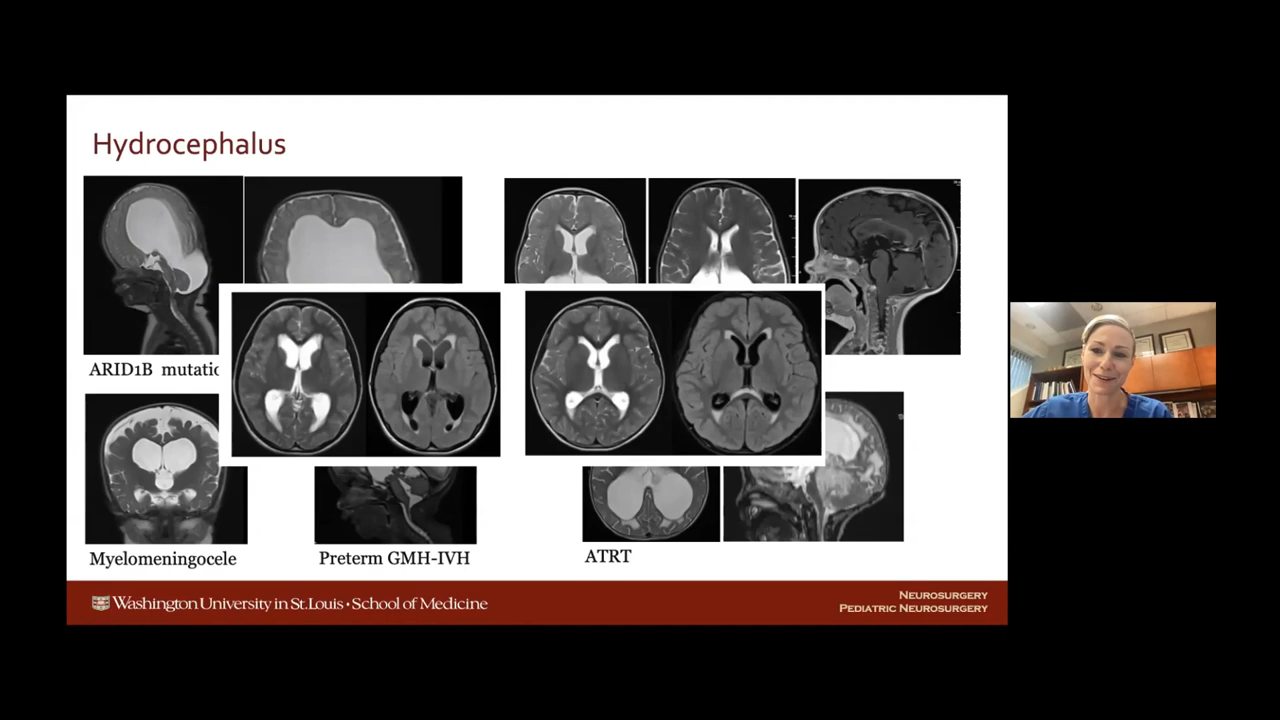 Hydrocephalus
ARID1B mutatio
Myelomeningocele
Preterm GMH-IVH
ATRT
Washington University in St. Louis • School of Medicine
NEUROSURGERY
PEDIATRIC NEUROSURGERY